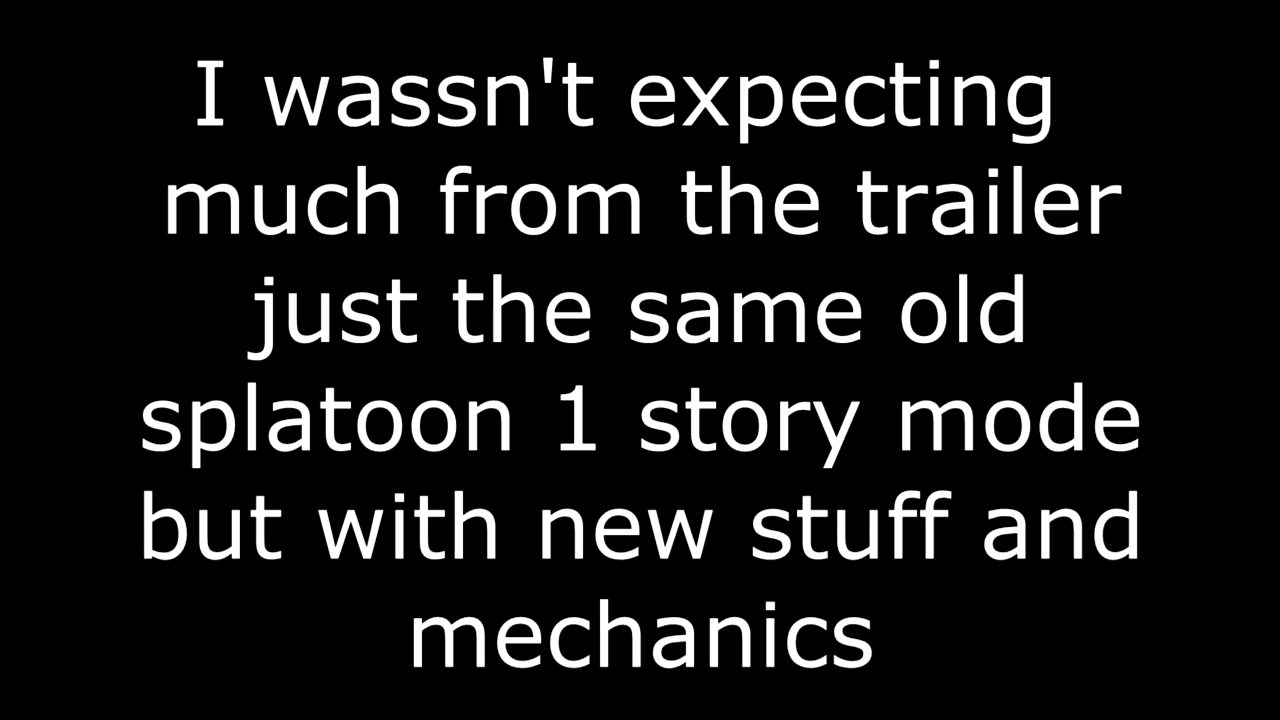 I wassn't expecting
much from the trailer
just the same old
splatoon 1 story mode
but with new stuff and
mechanics